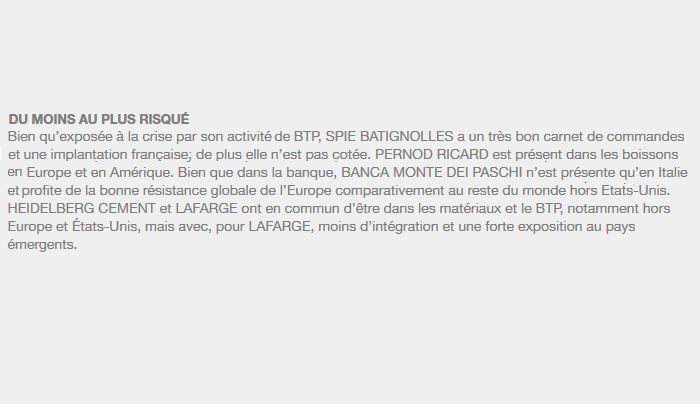 DU MOINS AU PLUS RISQUÉ
Bien qu'exposée à la crise par son activité de BTP, SPIE BATIGNOLLES a un très bon carnet de commandes
et une implantation française; de plus elle n'est pas cotée. PERNOD RICARD est présent dans les boissons
en Europe et en Amérique. Bien que dans la banque, BANCA MONTE DEI PASCHI n'est présente qu'en Italie
et profite de la bonne résistance globale de l'Europe comparativement au reste du monde hors Etats-Unis.
HEIDELBERG CEMENT et LAFARGE ont en commun d'être dans les matériaux et le BTP, notamment hors
Europe et États-Unis, mais avec, pour LAFARGE, moins d'intégration et une forte exposition au pays
émergents.